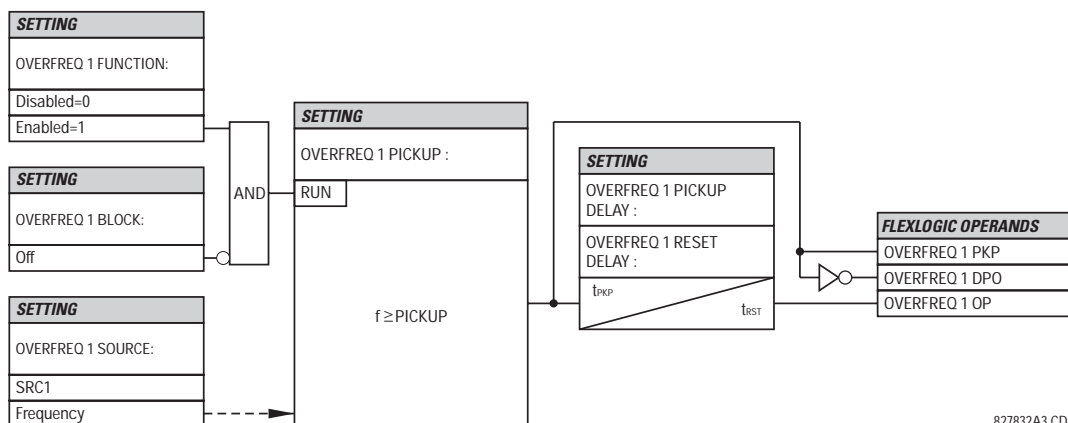 SETTING
OVERFREQ 1 FUNCTION:
Disabled=0
Enabled=1
SETTING
OVERFREQ 1 BLOCK:
Off
SETTING
OVERFREQ 1 SOURCE:
SRC1
Frequency
AND
SETTING
OVERFREQ 1 PICKUP :
RUN
f ≥ PICKUP
SETTING
OVERFREQ 1 PICKUP
DELAY :
OVERFREQ 1 RESET
DELAY :
tPKP
tRST
FLEXLOGIC OPERANDS
OVERFREQ 1 PKP
OVERFREQ 1 DPO
OVERFREQ 1 OP
827832A3.CD